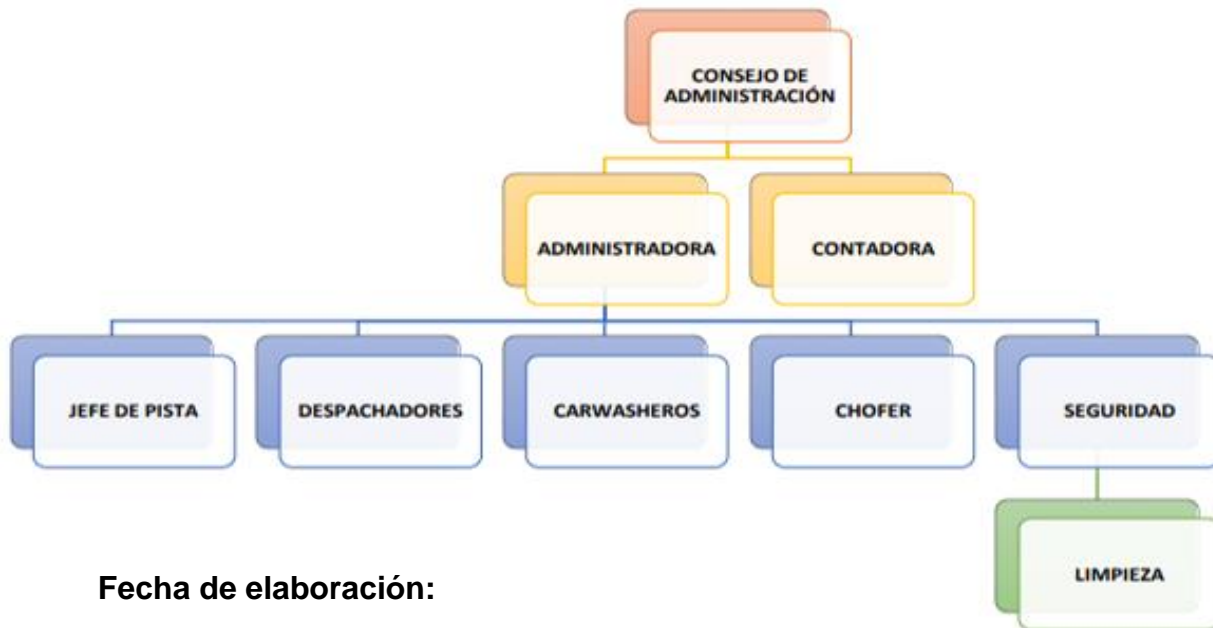 CONSEJO DE
ADMINISTRACIÓN
ADMINISTRADORA
CONTADORA
JEFE DE PISTA
DESPACHADORES
CARWASHEROS
CHOFER
SEGURIDAD
LIMPIEZA
Fecha de elaboración: